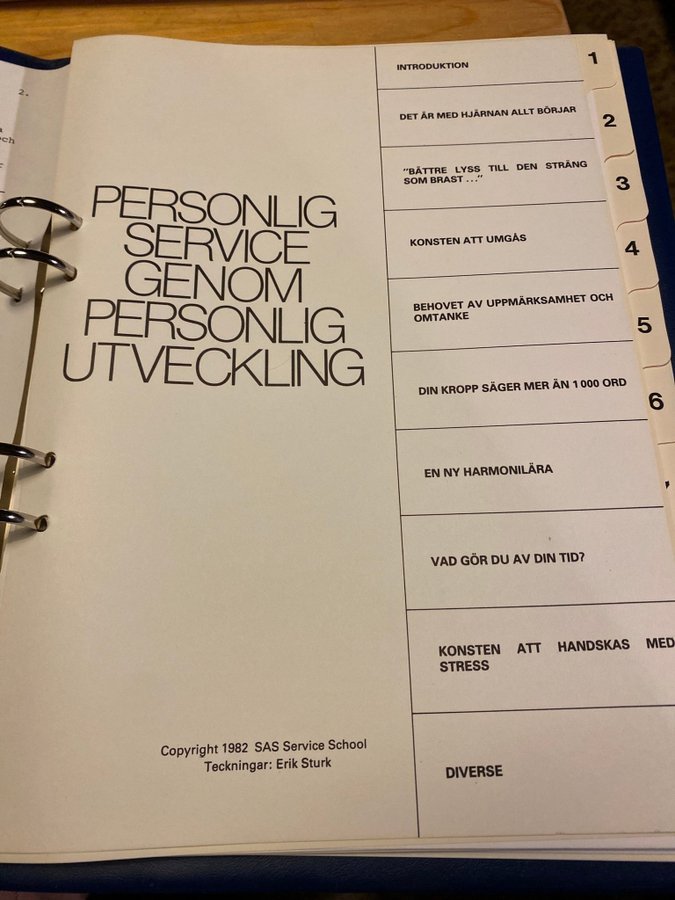 2.
och
PERSONLIG
SERVICE
GENOM
PERSONLIG
UTVECKLING
Copyright 1982 SAS Service School
Teckningar: Erik Sturk
INTRODUKTION
1
DET ÄR MED HJÄRNAN ALLT BÖRJAR
2
"BÄTTRE LYSS TILL DEN STRÄNG
SOM BRAST ..."
3
KONSTEN ATT UMGÅS
4
BEHOVET AV UPPMÄRKSAMHET OCH
OMTANKE
5
DIN KROPP SÄGER MER ÄN 1 000 ORD
6
EN NY HARMONILÄRA
VAD GÖR DU AV DIN TID?
KONSTEN ATT HANDSKAS MED
STRESS
DIVERSE